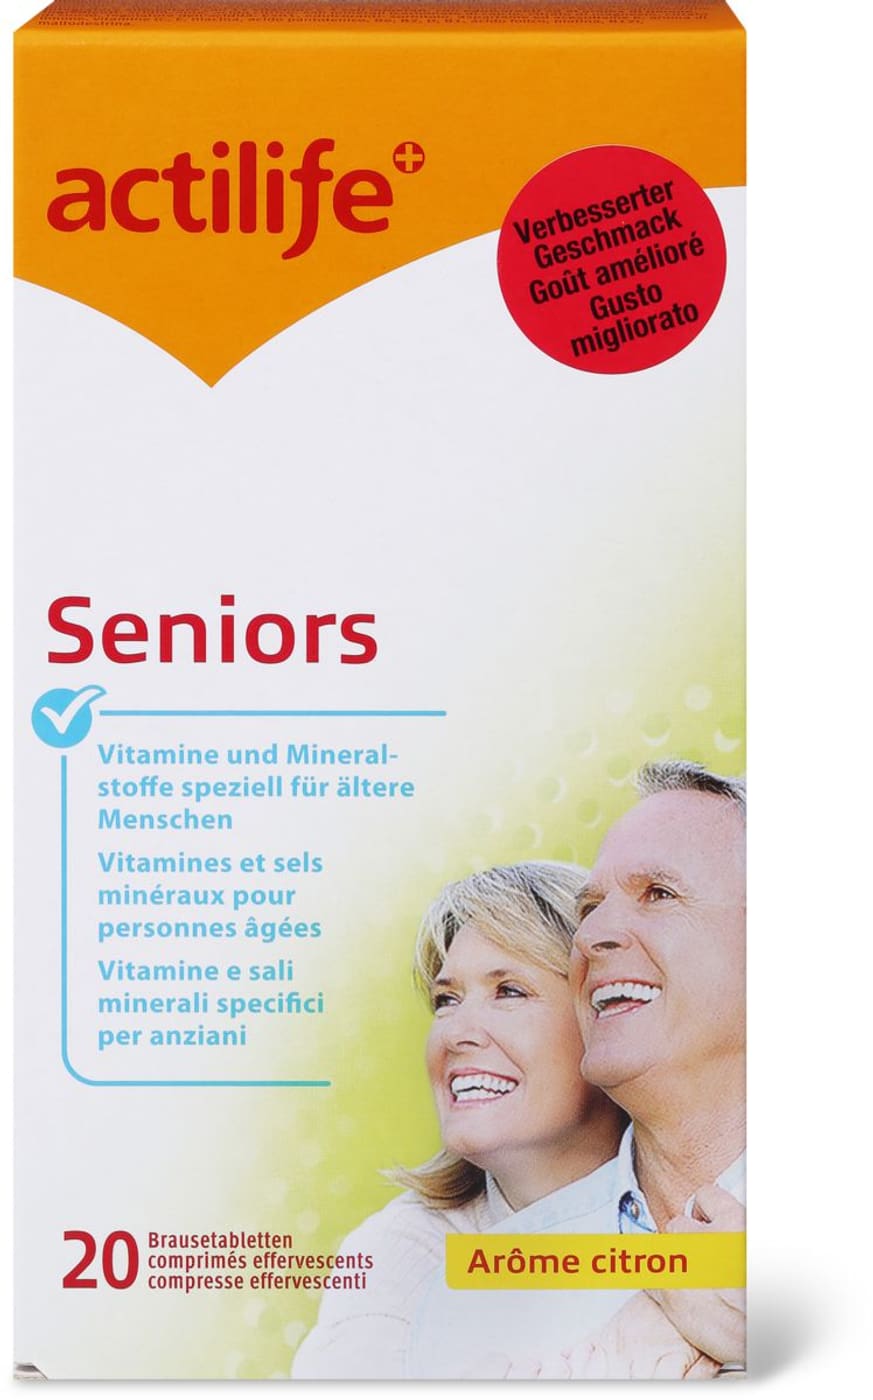 actilife+
Verbesserter
Geschmack
Goût amélioré
Gusto
migliorato
Seniors
Vitamine und Mineral-
stoffe speziell für ältere
Menschen
Vitamines et sels
minéraux pour
personnes âgées
Vitamine e sali
minerali specifici
per anziani
20 Brausetabletten
comprimés effervescents
compresse effervescenti
Arôme citron